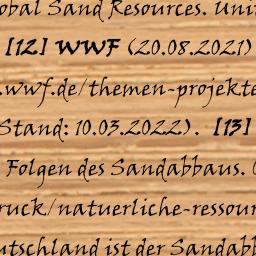 obal Sand Resources. Uni
[12] WWF (20.08.2021)
.wwf.de/themen-projekte
Stand: 10.03.2022). [13]
Folgen des Sandabbaus. (
ruck/natuerliche-ressour
utschland ist der Sandabb